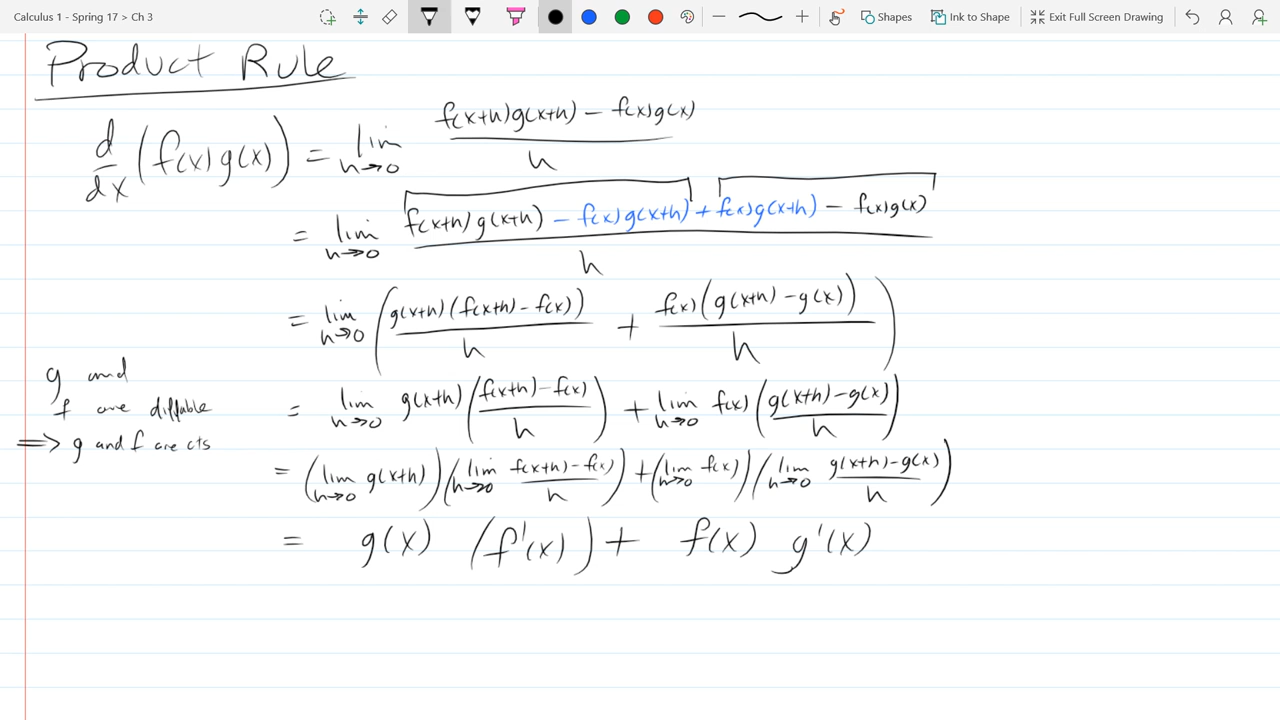 Calculus 1 - Spring 17 > Ch 3
Shapes
Ink to Shape
Exit Full Screen Drawing
Product Rule
d/dx (f(x)g(x)) = lim h→0 f(x+h)g(x+h) - f(x)g(x) / h
= lim h→0 f(x+h)g(x+h) - f(x)g(x+h) + f(x)g(x+h) - f(x)g(x) / h
= lim h→0 ( g(x+h)(f(x+h) - f(x)) / h + f(x)(g(x+h) - g(x)) / h )
g and
f are diffable
⟹ g and f are cts
= lim h→0 g(x+h) ( f(x+h) - f(x) / h ) + lim h→0 f(x) ( g(x+h) - g(x) / h )
= ( lim h→0 g(x+h) ) ( lim h→0 f(x+h) - f(x) / h ) + ( lim h→0 f(x) ) ( lim h→0 g(x+h) - g(x) / h )
= g(x) (f'(x)) + f(x) g'(x)